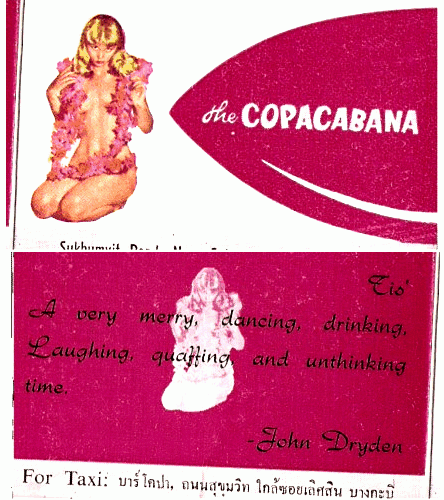 the COPACABANA
Sukhumvit Road
Tio'
A very merry, dancing, drinking,
Laughing, quaffing, and unthinking
time.
-John Dryden
For Taxi: บาร์โคปา, ถนนสุขุมวิท ใกล้ซอยเลิศสิน บางกะปิ